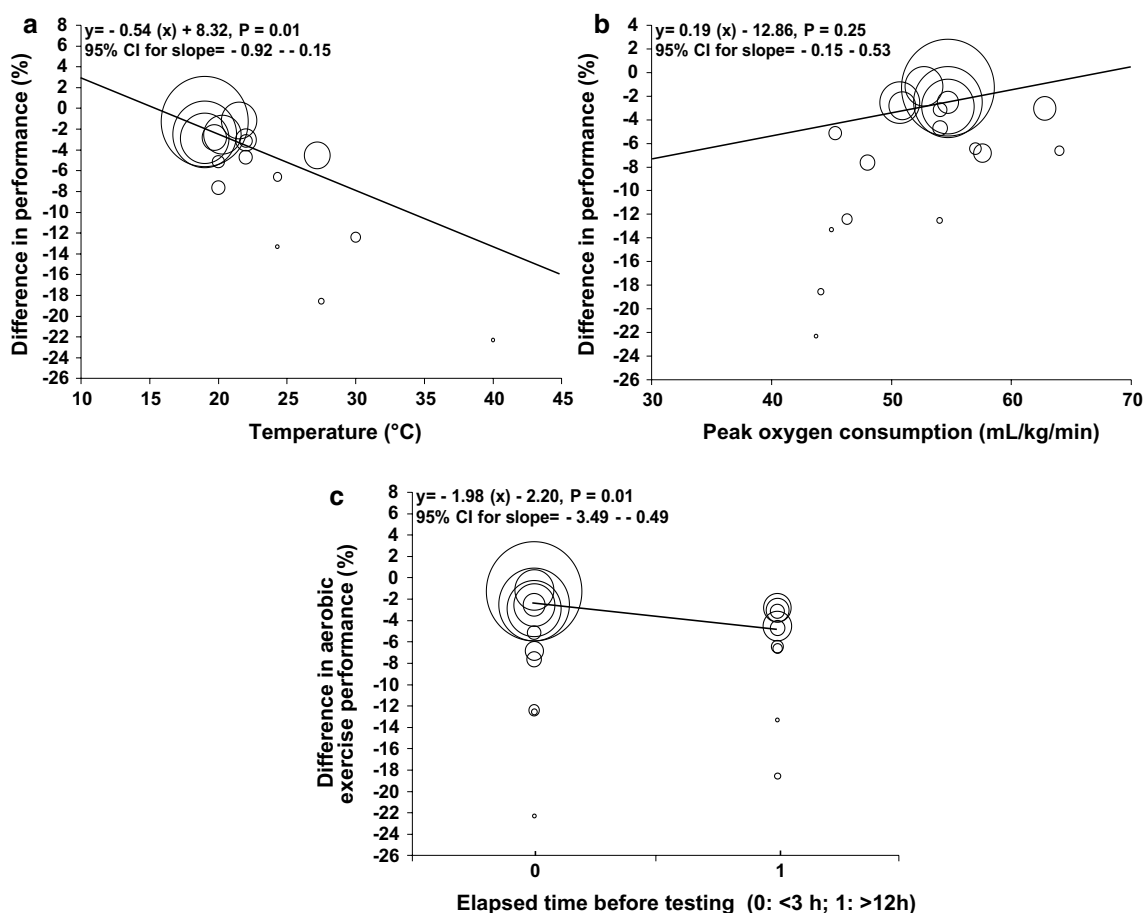 a
y= - 0.54 (x) + 8.32, P = 0.01
95% CI for slope= - 0.92 - - 0.15
Difference in performance (%)
8
6
4
2
0
-2
-4
-6
-8
-10
-12
-14
-16
-18
-20
-22
-24
-26
10 15 20 25 30 35 40 45
Temperature (°C)
b
y= 0.19 (x) - 12.86, P = 0.25
95% CI for slope= - 0.15 - 0.53
Difference in performance (%)
4
2
0
-2
-4
-6
-8
-10
-12
-14
-16
-18
-20
-22
-24
-26
30 40 50 60 70
Peak oxygen consumption (mL/kg/min)
c
y= - 1.98 (x) - 2.20, P = 0.01
95% CI for slope= - 3.49 - - 0.49
Difference in aerobic
exercise performance (%)
8
6
4
2
0
-2
-4
-6
-8
-10
-12
-14
-16
-18
-20
-22
-24
-26
0 1
Elapsed time before testing (0: <3 h; 1: >12h)